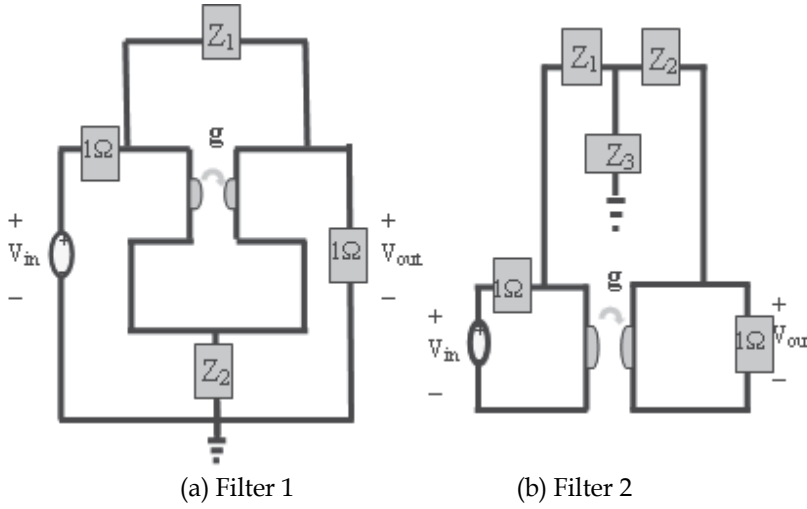 Z1
g
1Ω
+
Vin
−
1Ω
+
Vout
−
Z2
(a) Filter 1
Z1
Z2
Z3
g
1Ω
+
Vin
−
1Ω
+
Vou
−
(b) Filter 2